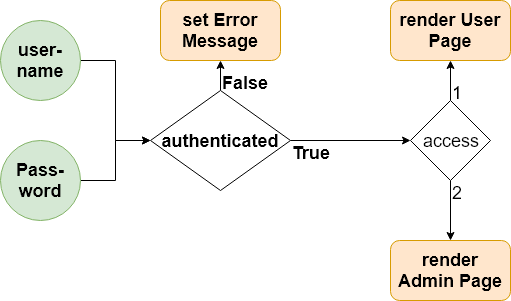 user-
name
set Error
Message
render User
Page
False
1
authenticated
access
True
Pass-
word
2
render
Admin Page